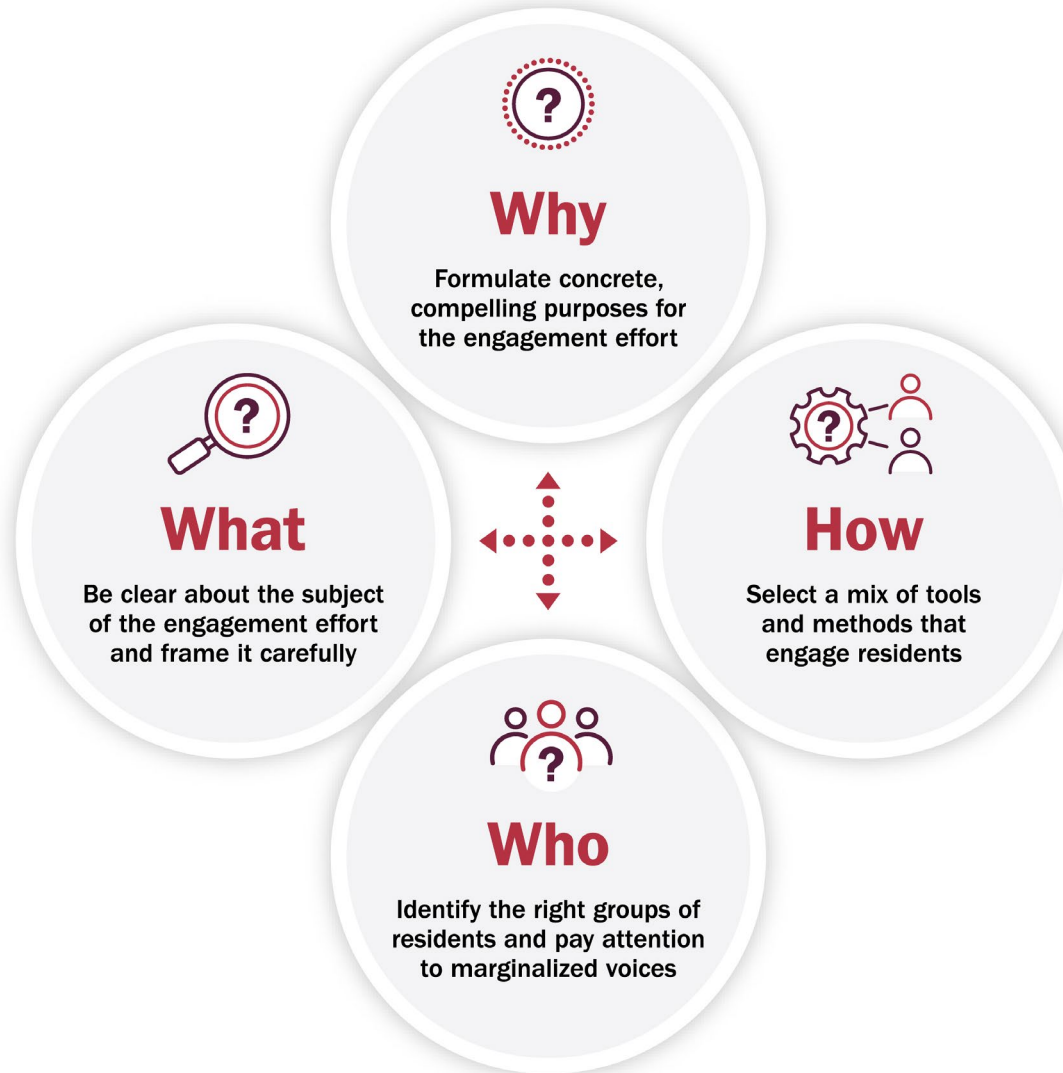 ?
Why
Formulate concrete,
compelling purposes for
the engagement effort
?
What
Be clear about the subject
of the engagement effort
and frame it carefully
?
How
Select a mix of tools
and methods that
engage residents
?
Who
Identify the right groups of
residents and pay attention
to marginalized voices